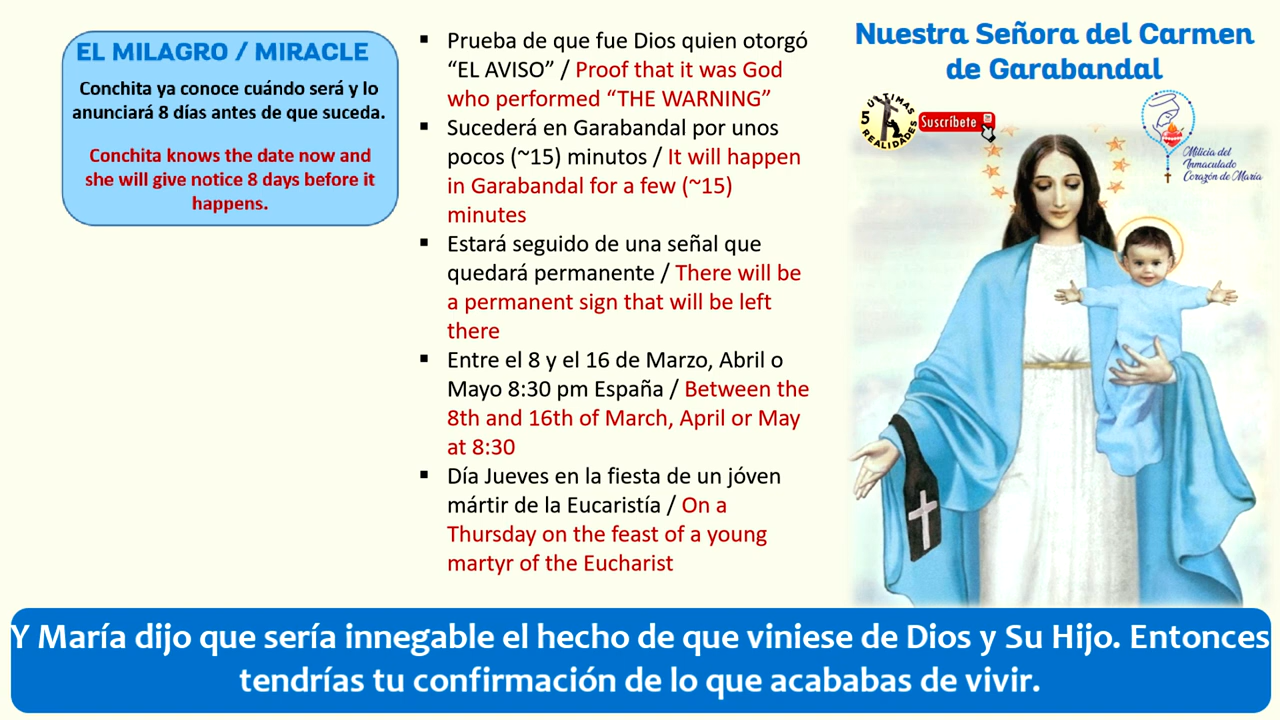 EL MILAGRO / MIRACLE
Conchita ya conoce cuándo será y lo
anunciará 8 días antes de que suceda.
Conchita knows the date now and
she will give notice 8 days before it
happens.
▪ Prueba de que fue Dios quien otorgó
“EL AVISO” / Proof that it was God
who performed “THE WARNING”
▪ Sucederá en Garabandal por unos
pocos (~15) minutos / It will happen
in Garabandal for a few (~15)
minutes
▪ Estará seguido de una señal que
quedará permanente / There will be
a permanent sign that will be left
there
▪ Entre el 8 y el 16 de Marzo, Abril o
Mayo 8:30 pm España / Between the
8th and 16th of March, April or May
at 8:30
▪ Día Jueves en la fiesta de un jóven
mártir de la Eucaristía / On a
Thursday on the feast of a young
martyr of the Eucharist
Nuestra Señora del Carmen
de Garabandal
5 ÚLTIMAS
REALIDADES
Suscríbete
Milicia del
Inmaculado
Corazón de María
Y María dijo que sería innegable el hecho de que viniese de Dios y Su Hijo. Entonces
tendrías tu confirmación de lo que acababas de vivir.